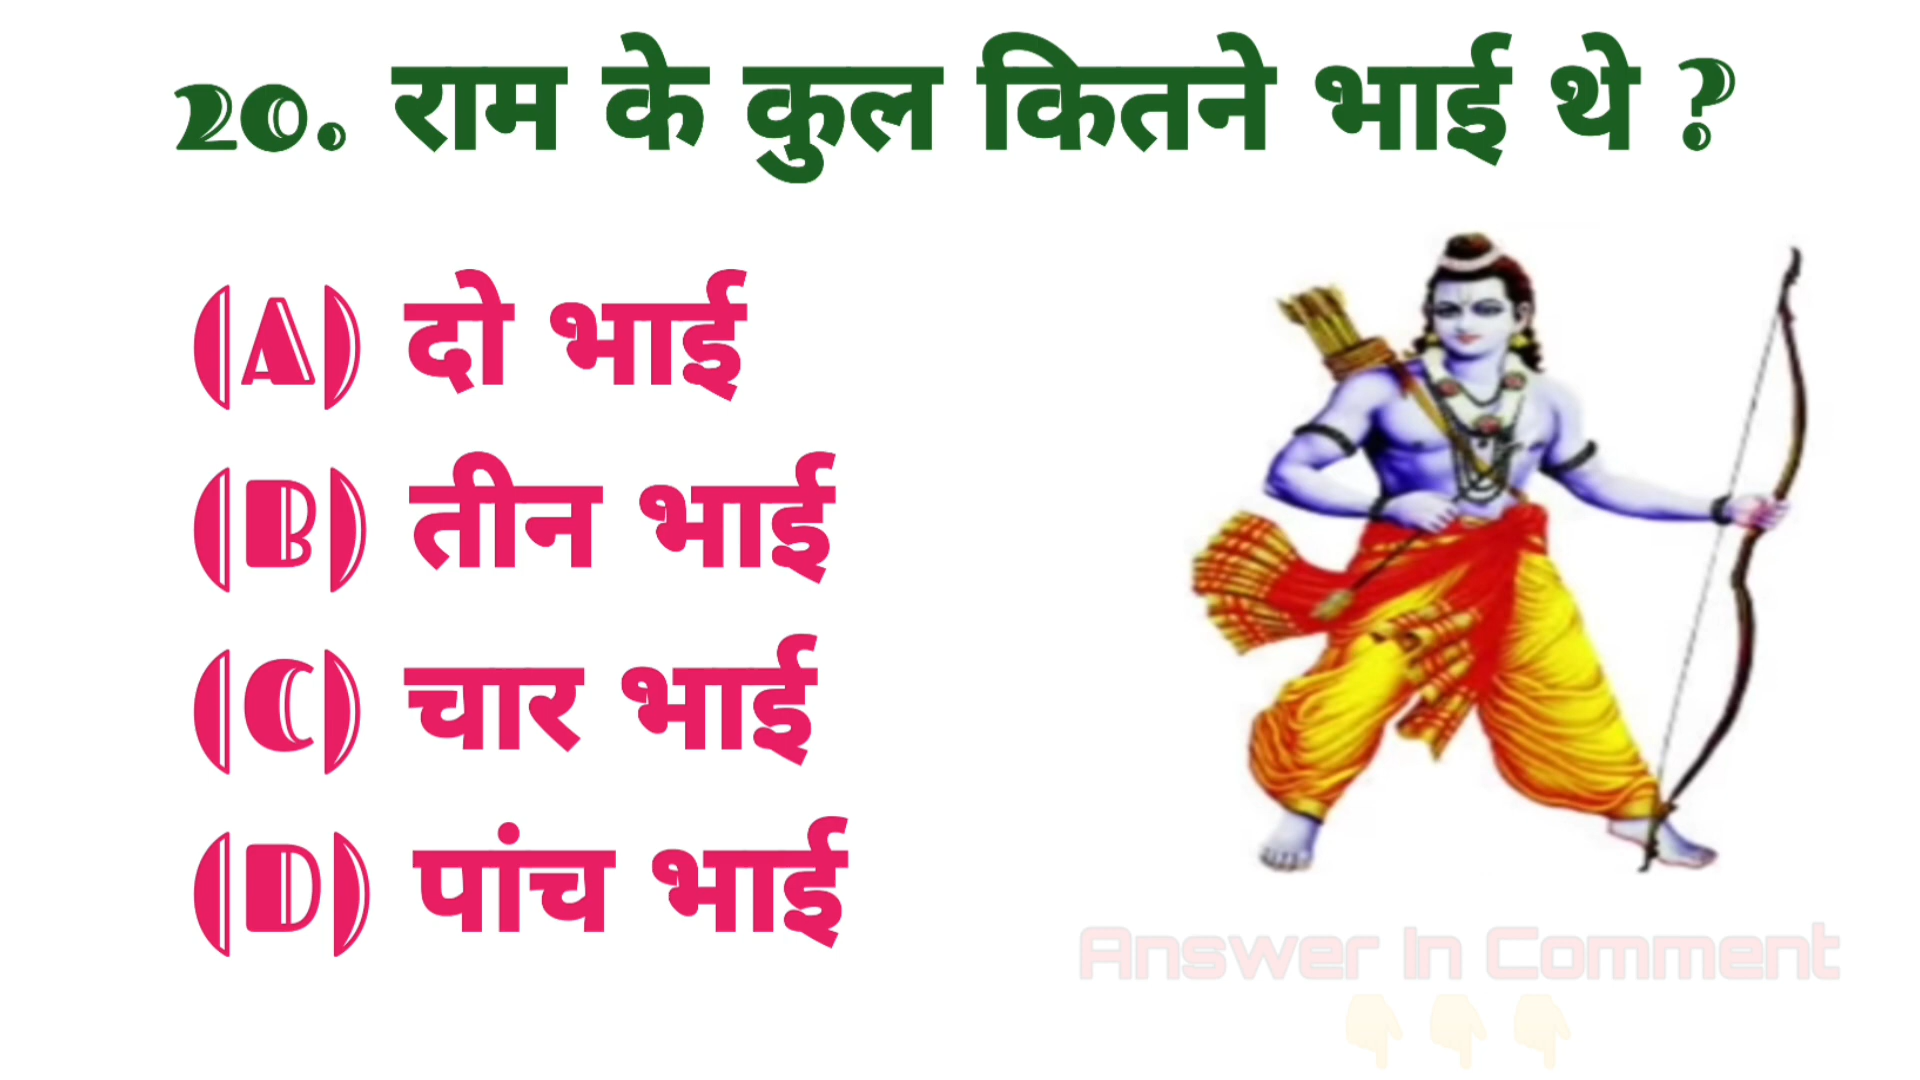 20. राम के कुल कितने भाई थे ?
(A) दो भाई
(B) तीन भाई
(C) चार भाई
(D) पांच भाई
Answer In Comment